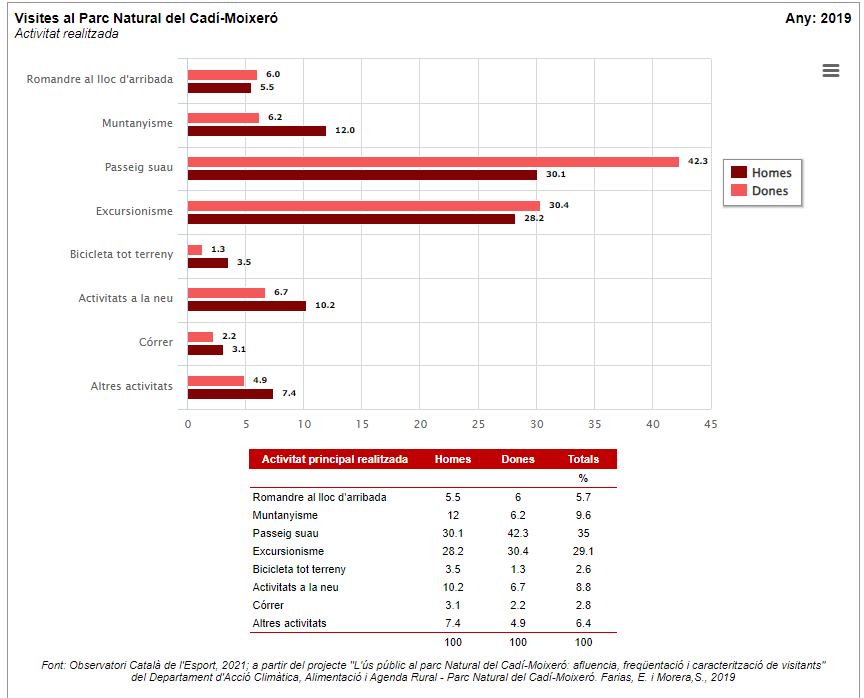 Visites al Parc Natural del Cadí-Moixeró
Any: 2019
Activitat realitzada
Romandre al lloc d'arribada
6.0
5.5
Muntanyisme
6.2
12.0
Passeig suau
42.3
30.1
Excursionisme
30.4
28.2
Bicicleta tot terreny
1.3
3.5
Activitats a la neu
6.7
10.2
Córrer
2.2
3.1
Altres activitats
4.9
7.4
0 5 10 15 20 25 30 35 40 45
Homes
Dones
Activitat principal realitzada Homes Dones Totals
%
Romandre al lloc d'arribada 5.5 6 5.7
Muntanyisme 12 6.2 9.6
Passeig suau 30.1 42.3 35
Excursionisme 28.2 30.4 29.1
Bicicleta tot terreny 3.5 1.3 2.6
Activitats a la neu 10.2 6.7 8.8
Córrer 3.1 2.2 2.8
Altres activitats 7.4 4.9 6.4
100 100 100
Font: Observatori Català de l'Esport, 2021; a partir del projecte "L'ús públic al parc Natural del Cadí-Moixeró: afluencia, freqüentació i caracterització de visitants"
del Departament d'Acció Climàtica, Alimentació i Agenda Rural - Parc Natural del Cadí-Moixeró. Farias, E. i Morera,S., 2019